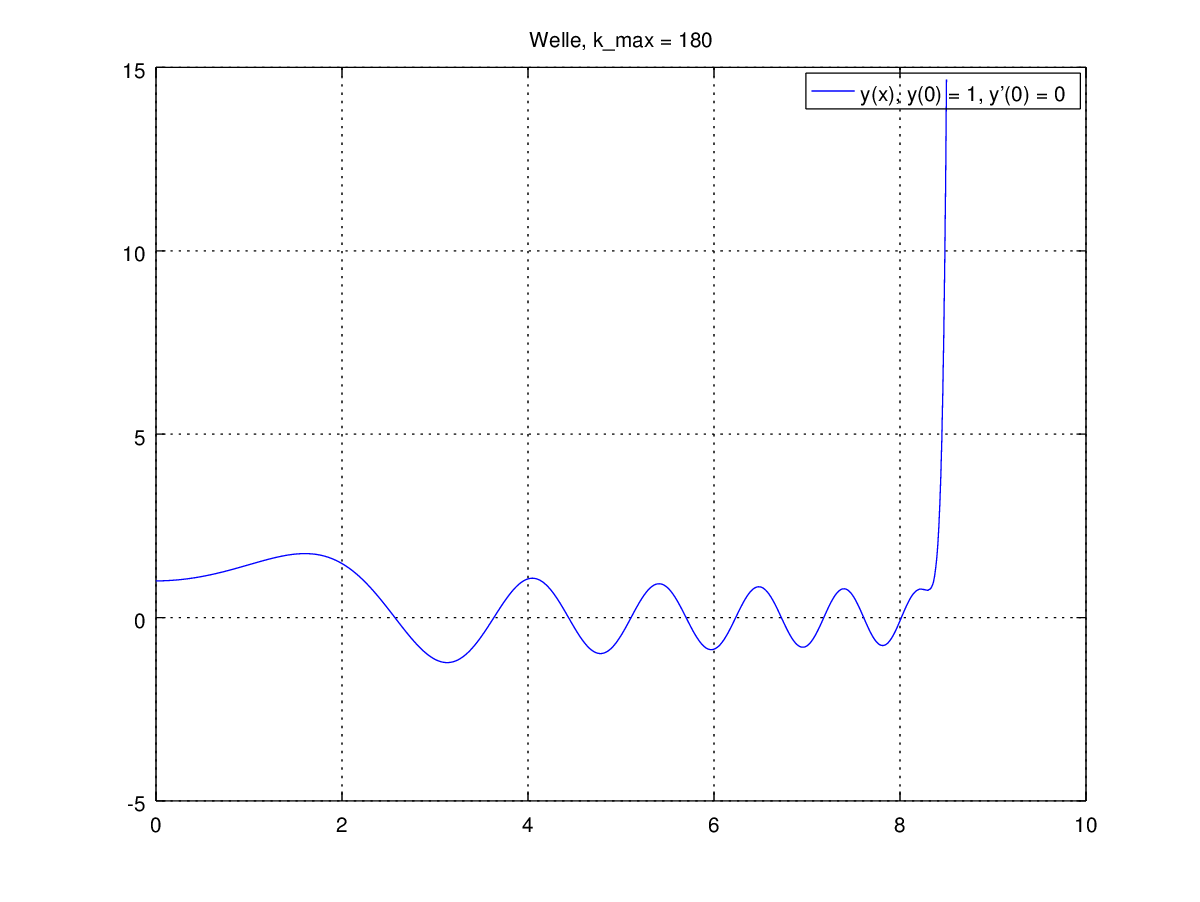 Welle, k_max = 180
y(x), y(0) = 1, y'(0) = 0
15
10
5
0
-5
0 2 4 6 8 10